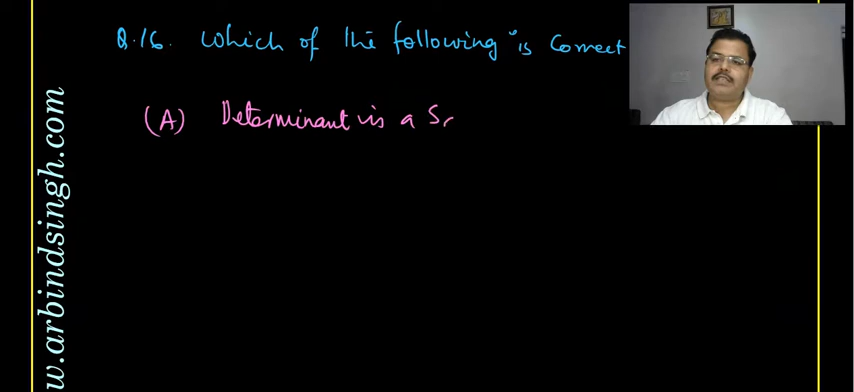 Q.16. Which of the following is correct
(A) Determinant is a S
w.arbindsingh.com